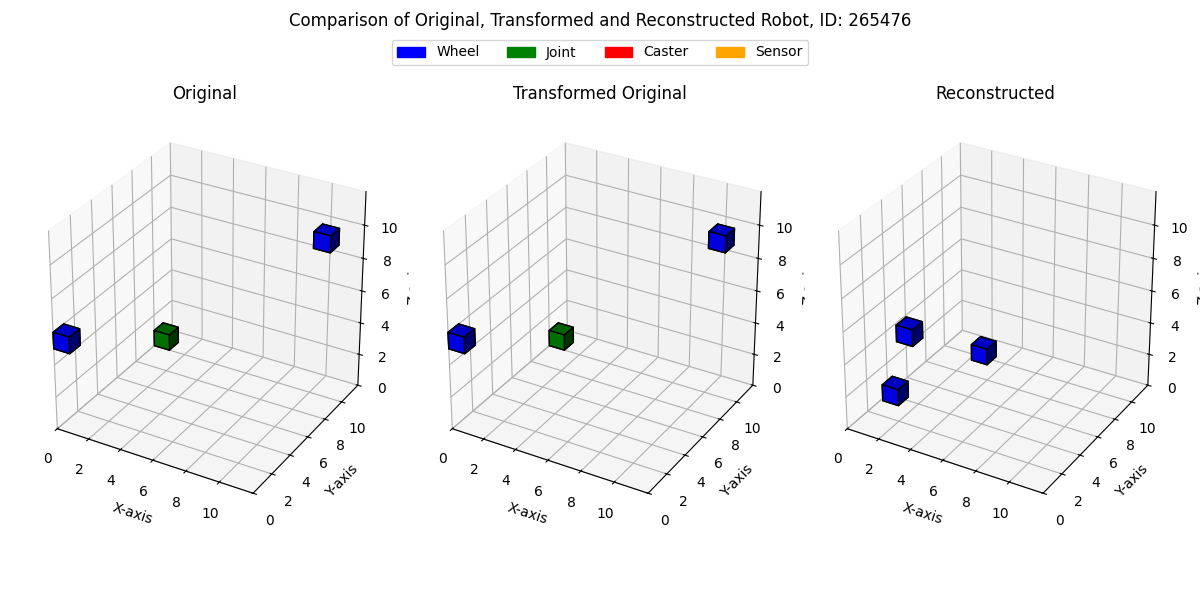 Comparison of Original, Transformed and Reconstructed Robot, ID: 265476
Wheel Joint Caster Sensor
Original Transformed Original Reconstructed
10 10 10
8 8 8
6 6 6
4 4 4
2 2 2
0 0 0
10 10 10
8 8 8
6 6 6
4 4 4
2 2 2
0 0 0
0 2 4 6 8 10 0 2 4 6 8 10 0 2 4 6 8 10
Y-axis Y-axis Y-axis
X-axis X-axis X-axis